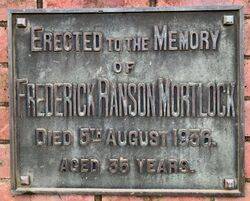 ERECTED TO THE MEMORY
OF
FREDERICK RANSON MORTLOCK
DIED 5TH AUGUST 1936.
AGED 35 YEARS.